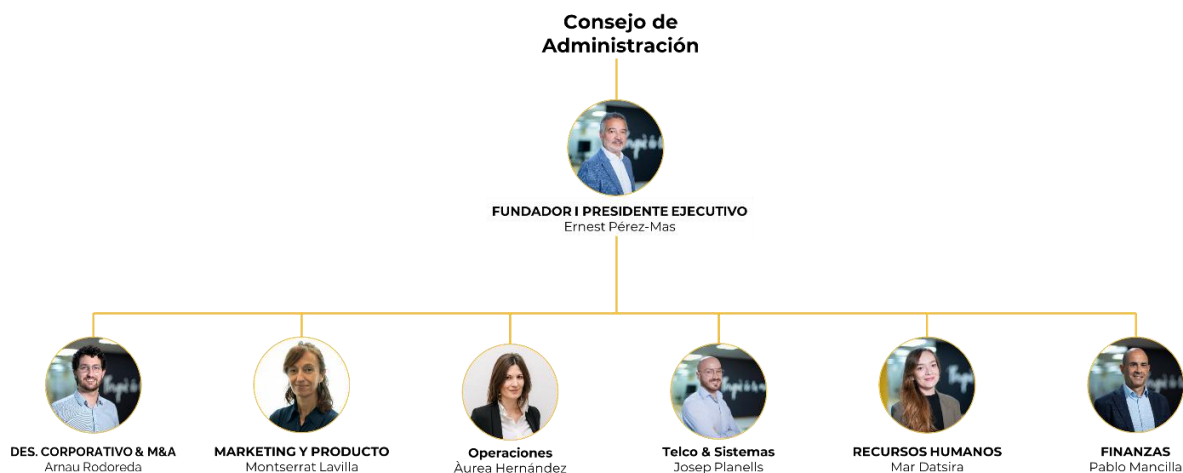 Consejo de
Administración
FUNDADOR I PRESIDENTE EJECUTIVO
Ernest Pérez-Mas
DES. CORPORATIVO & M&A
Arnau Rodoreda
MARKETING Y PRODUCTO
Montserrat Lavilla
Operaciones
Àurea Hernández
Telco & Sistemas
Josep Planells
RECURSOS HUMANOS
Mar Datsira
FINANZAS
Pablo Mancilla